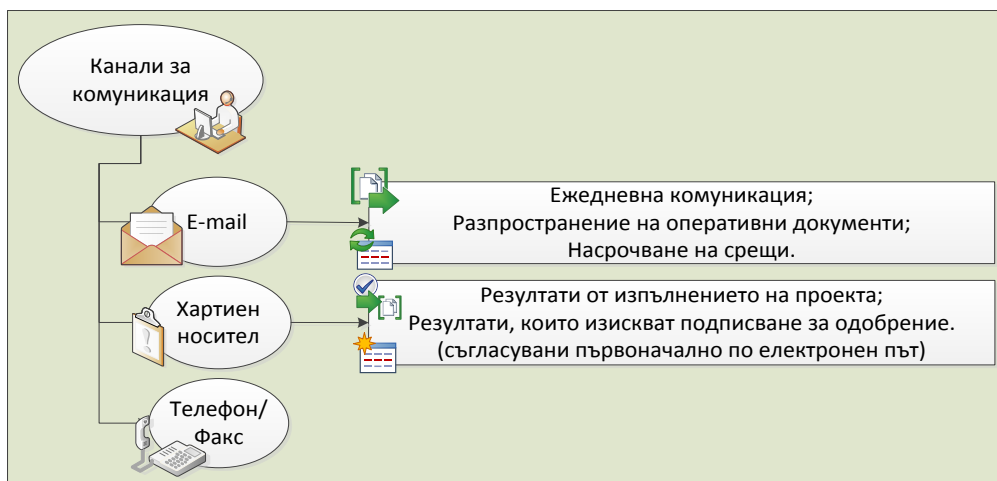 Канали за
комуникация
E-mail
Ежедневна комуникация;
Разпространение на оперативни документи;
Насрочване на срещи.
Хартиен
носител
Резултати от изпълнението на проекта;
Резултати, които изискват подписване за одобрение.
(съгласувани първоначално по електронен път)
Телефон/
Факс